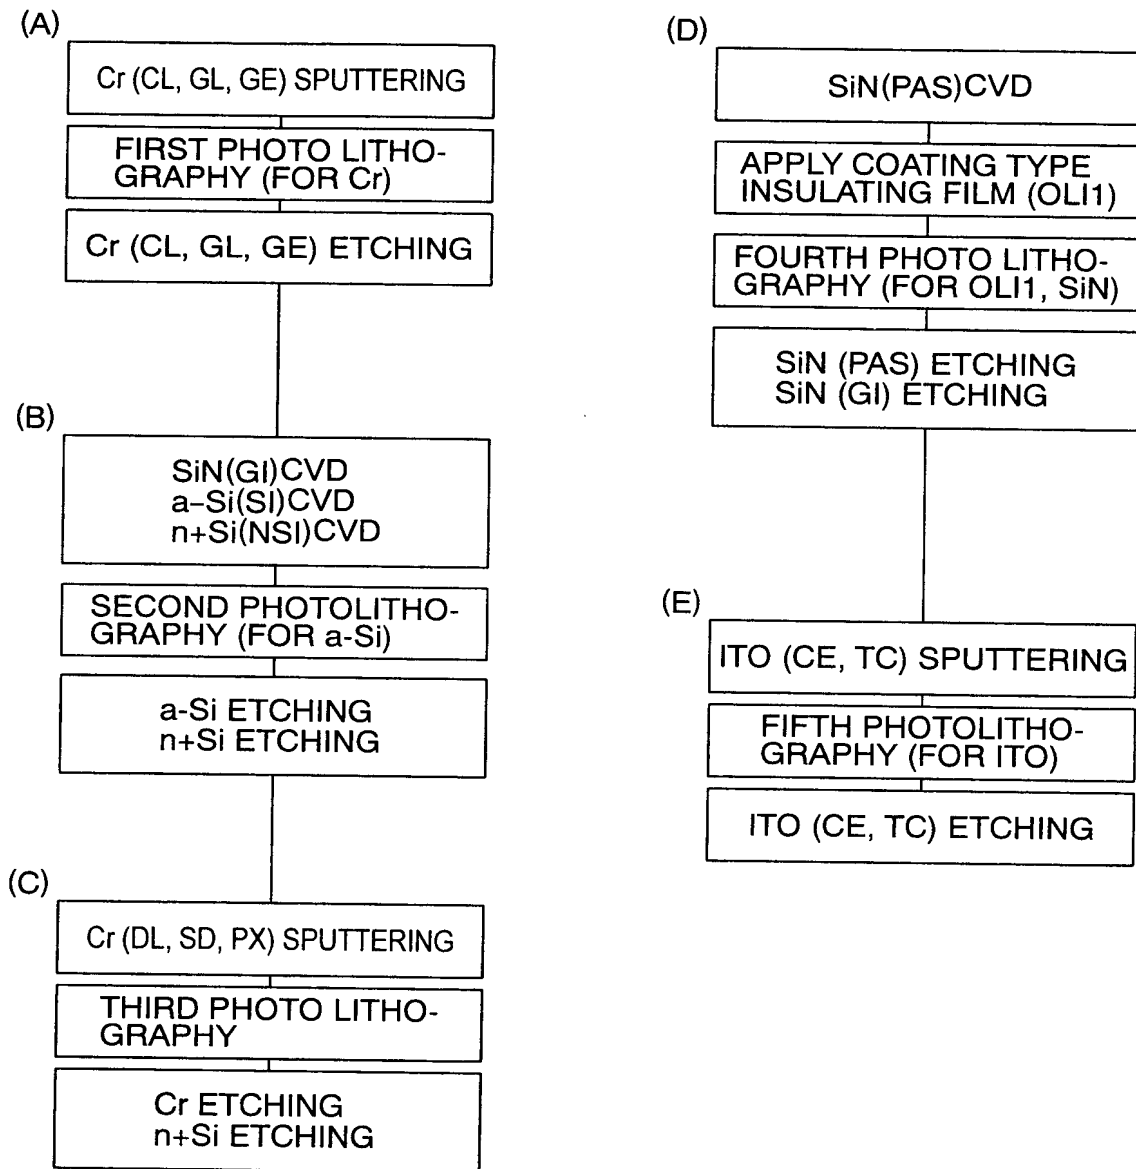 (A)
Cr (CL, GL, GE) SPUTTERING
FIRST PHOTO LITHO-
GRAPHY (FOR Cr)
Cr (CL, GL, GE) ETCHING
(B)
SiN(GI)CVD
a–Si(SI)CVD
n+Si(NSI)CVD
SECOND PHOTOLITHO-
GRAPHY (FOR a-Si)
a-Si ETCHING
n+Si ETCHING
(C)
Cr (DL, SD, PX) SPUTTERING
THIRD PHOTO LITHO-
GRAPHY
Cr ETCHING
n+Si ETCHING
(D)
SiN(PAS)CVD
APPLY COATING TYPE
INSULATING FILM (OLI1)
FOURTH PHOTO LITHO-
GRAPHY (FOR OLI1, SiN)
SiN (PAS) ETCHING
SiN (GI) ETCHING
(E)
ITO (CE, TC) SPUTTERING
FIFTH PHOTOLITHO-
GRAPHY (FOR ITO)
ITO (CE, TC) ETCHING